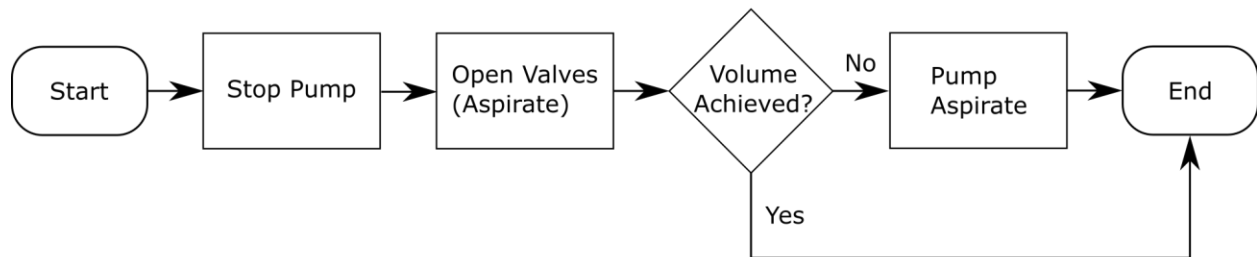 Start
Stop Pump
Open Valves
(Aspirate)
Volume
Achieved?
No
Pump
Aspirate
End
Yes